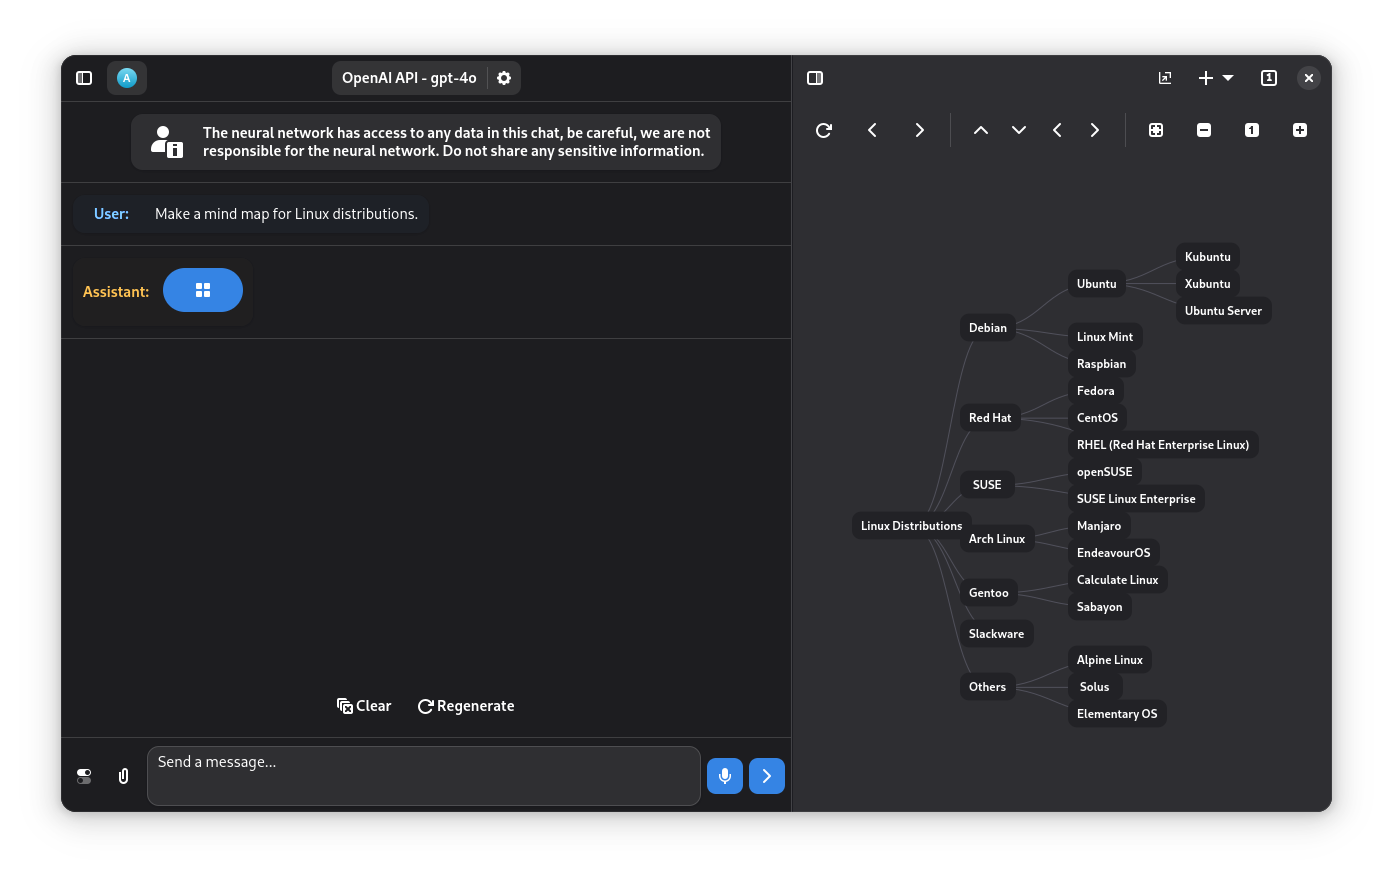 A
OpenAI API - gpt-4o
1
The neural network has access to any data in this chat, be careful, we are not
responsible for the neural network. Do not share any sensitive information.
1
User: Make a mind map for Linux distributions.
Assistant:
Clear
Regenerate
Send a message...
Linux Distributions
Debian
Ubuntu
Kubuntu
Xubuntu
Ubuntu Server
Linux Mint
Raspbian
Red Hat
Fedora
CentOS
RHEL (Red Hat Enterprise Linux)
SUSE
openSUSE
SUSE Linux Enterprise
Arch Linux
Manjaro
EndeavourOS
Gentoo
Calculate Linux
Sabayon
Slackware
Others
Alpine Linux
Solus
Elementary OS